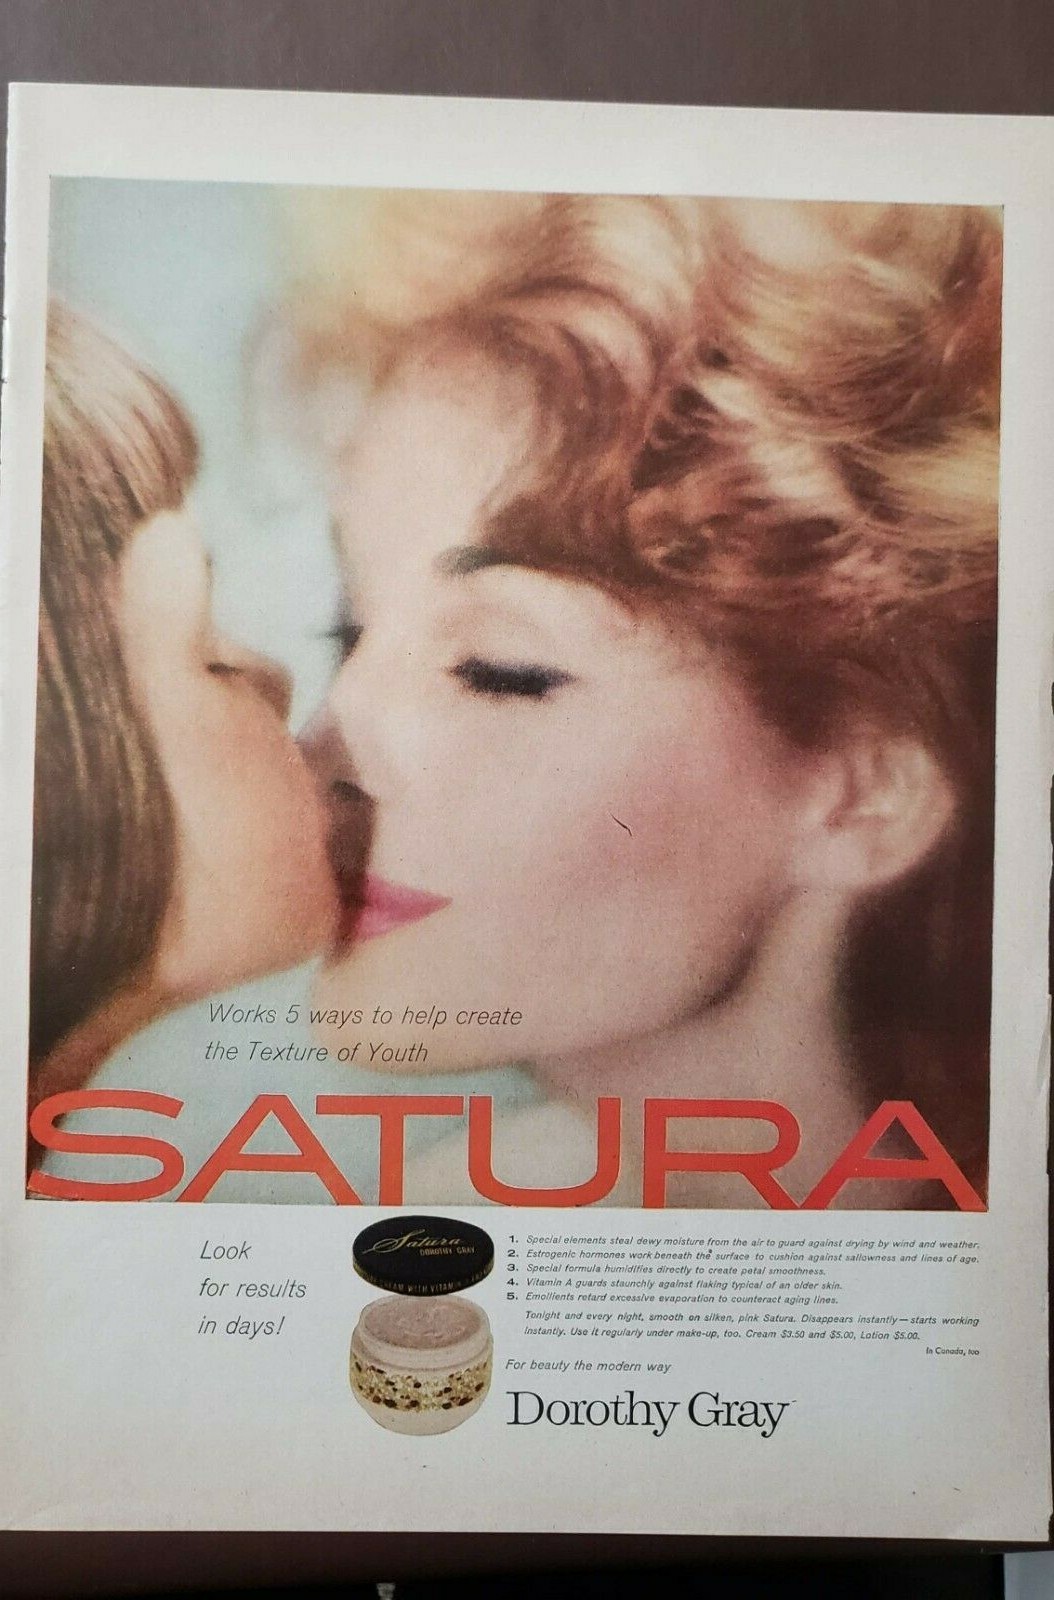 Works 5 ways to help create
the Texture of Youth
SATURA
Look
for results
in days!
Satura
DOROTHY GRAY
CREAM WITH VITAMIN A
1. Special elements steal dewy moisture from the air to guard against drying by wind and weather.
2. Estrogenic hormones work beneath the surface to cushion against sallowness and lines of age.
3. Special formula humidifies directly to create petal smoothness.
4. Vitamin A guards staunchly against flaking typical of an older skin.
5. Emollients retard excessive evaporation to counteract aging lines.
Tonight and every night, smooth on silken, pink Satura. Disappears instantly—starts working
instantly. Use it regularly under make-up, too. Cream $3.50 and $5.00, Lotion $5.00.
In Canada, too
For beauty the modern way
Dorothy Gray